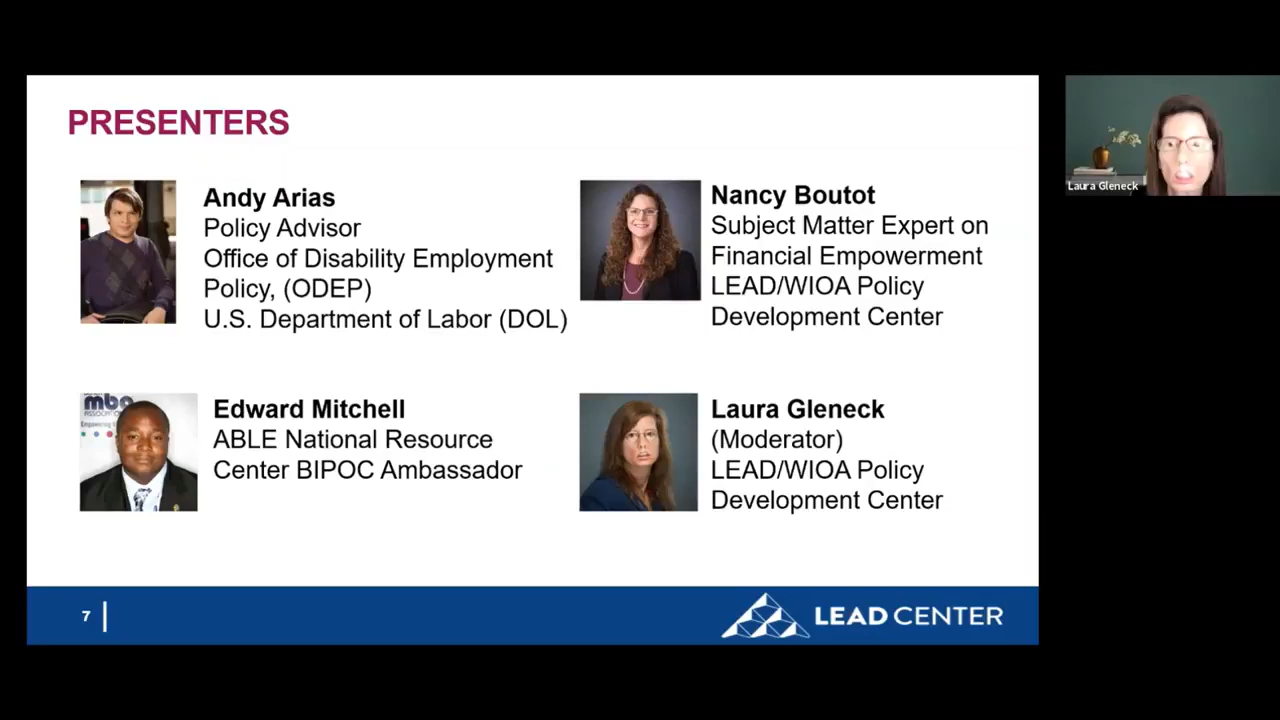 PRESENTERS
Andy Arias
Policy Advisor
Office of Disability Employment
Policy, (ODEP)
U.S. Department of Labor (DOL)
Nancy Boutot
Subject Matter Expert on
Financial Empowerment
LEAD/WIOA Policy
Development Center
mba
ASSOCIATION
Edward Mitchell
ABLE National Resource
Center BIPOC Ambassador
Laura Gleneck
(Moderator)
LEAD/WIOA Policy
Development Center
7
LEAD CENTER
Laura Gleneck